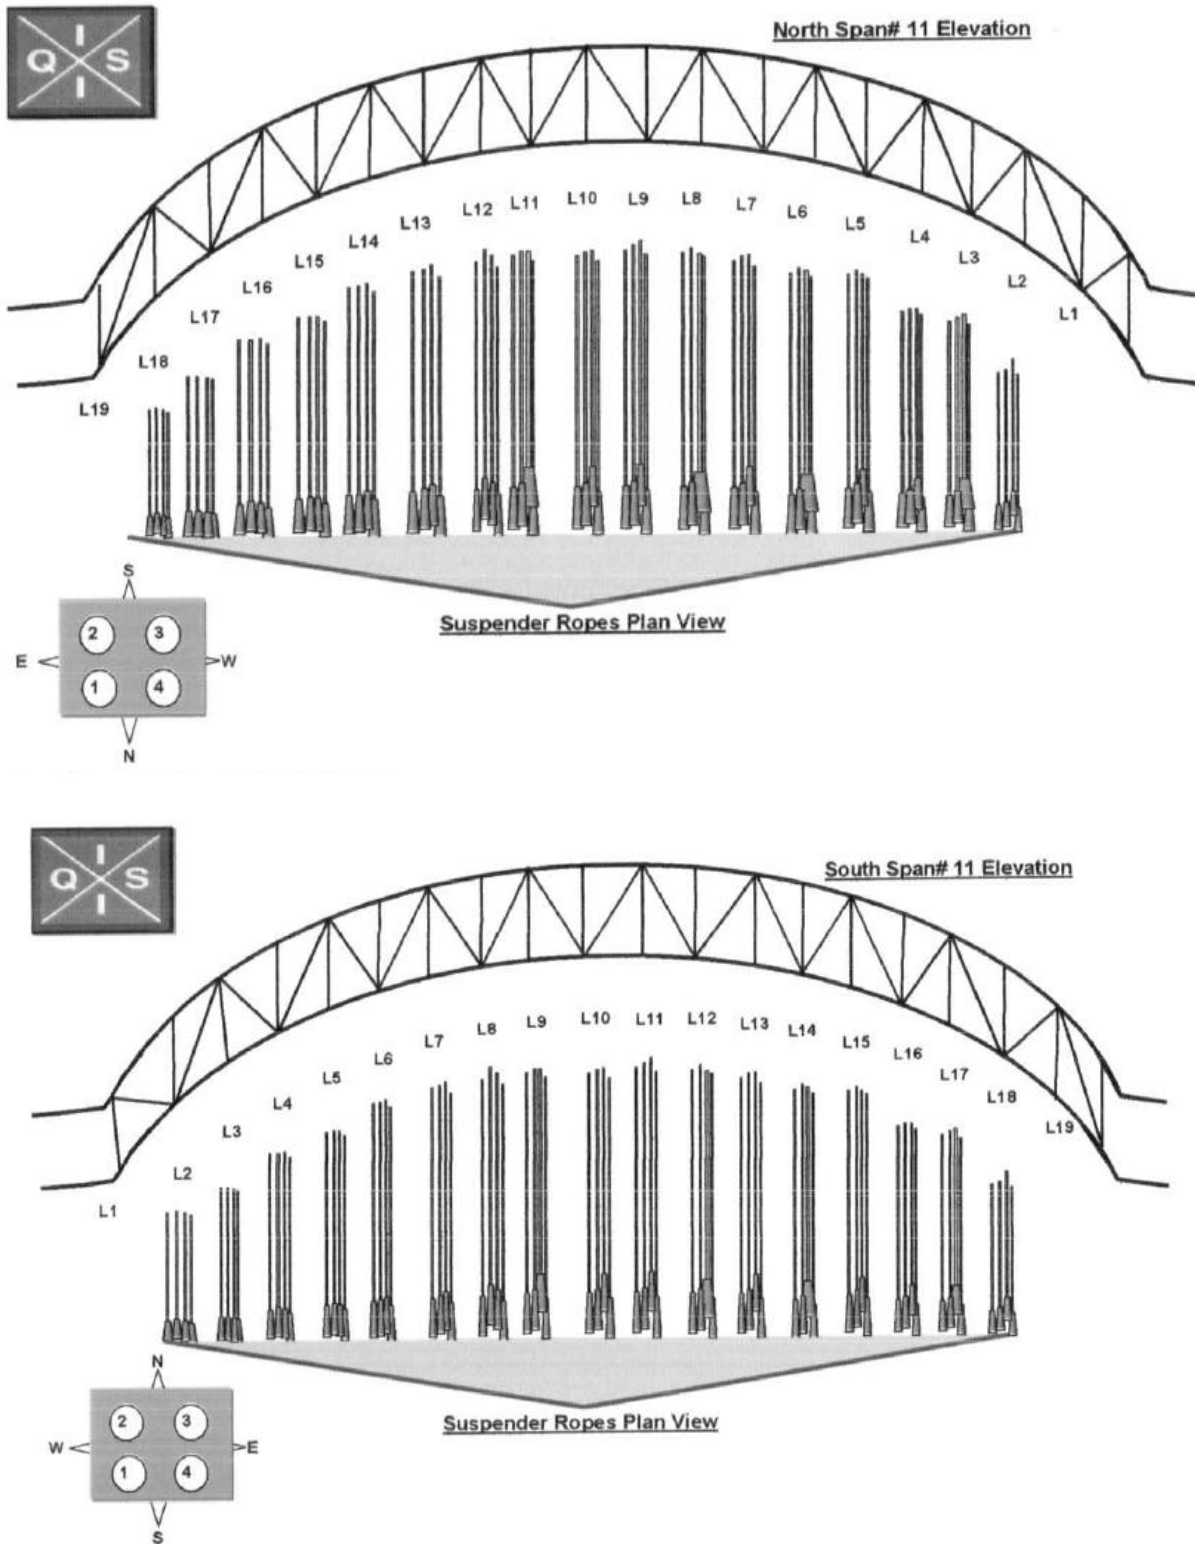 North Span# 11 Elevation
I
Q S
I
L12 L11 L10 L9 L8 L7
L13 L6 L5
L14 L4
L15 L3
L16 L2
L17 L1
L18
L19
Suspender Ropes Plan View
S
2 3
E W
1 4
N
South Span# 11 Elevation
I
Q S
I
L8 L9 L10 L11 L12 L13
L7 L14
L6 L15
L5 L16
L4 L17
L3 L18
L2 L19
L1
Suspender Ropes Plan View
N
2 3
W E
1 4
S